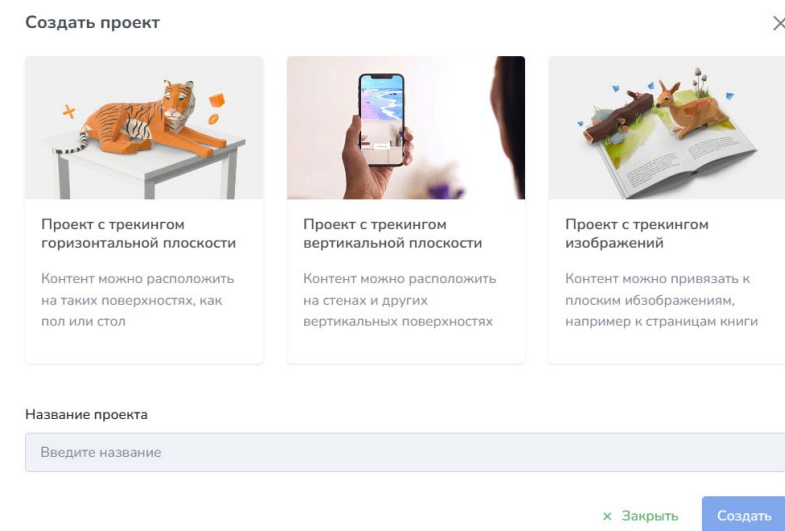 Создать проект
Проект с трекингом
горизонтальной плоскости
Контент можно расположить
на таких поверхностях, как
пол или стол
Проект с трекингом
вертикальной плоскости
Контент можно расположить
на стенах и других
вертикальных поверхностях
Проект с трекингом
изображений
Контент можно привязать к
плоским ибзображениям,
например к страницам книги
Название проекта
Введите название
× Закрыть
Создать